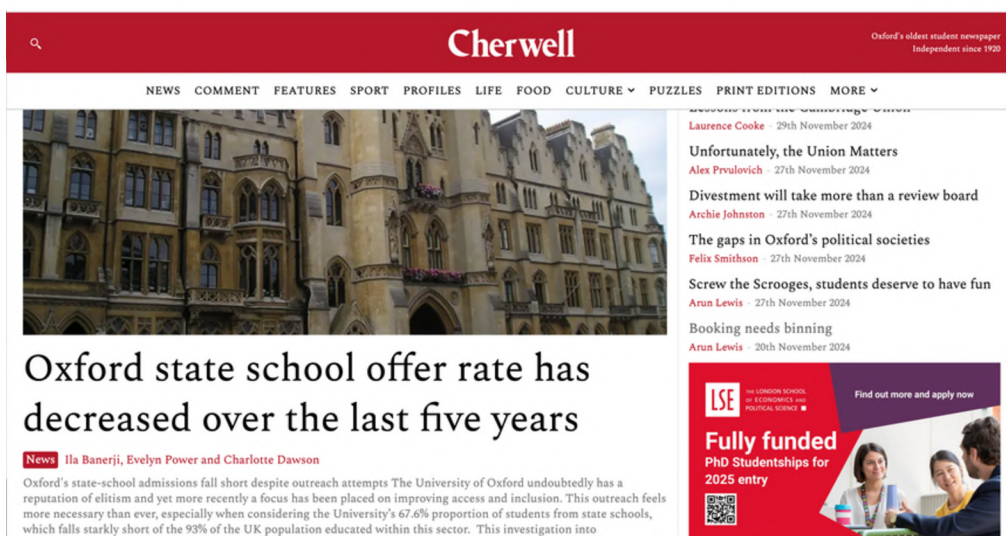 Cherwell
Oxford's oldest student newspaper
Independent since 1920
NEWS COMMENT FEATURES SPORT PROFILES LIFE FOOD CULTURE PUZZLES PRINT EDITIONS MORE
Oxford state school offer rate has
decreased over the last five years
News Ila Banerji, Evelyn Power and Charlotte Dawson
Oxford's state-school admissions fall short despite outreach attempts The University of Oxford undoubtedly has a
reputation of elitism and yet more recently a focus has been placed on improving access and inclusion. This outreach feels
more necessary than ever, especially when considering the University's 67.6% proportion of students from state schools,
which falls starkly short of the 93% of the UK population educated within this sector. This investigation into
Lessons from the Cambridge Union
Laurence Cooke - 29th November 2024
Unfortunately, the Union Matters
Alex Prvulovich - 27th November 2024
Divestment will take more than a review board
Archie Johnston - 27th November 2024
The gaps in Oxford's political societies
Felix Smithson - 27th November 2024
Screw the Scrooges, students deserve to have fun
Arun Lewis - 27th November 2024
Booking needs binning
Arun Lewis - 20th November 2024
LSE
THE LONDON SCHOOL
OF ECONOMICS AND
POLITICAL SCIENCE
Find out more and apply now
Fully funded
PhD Studentships for
2025 entry